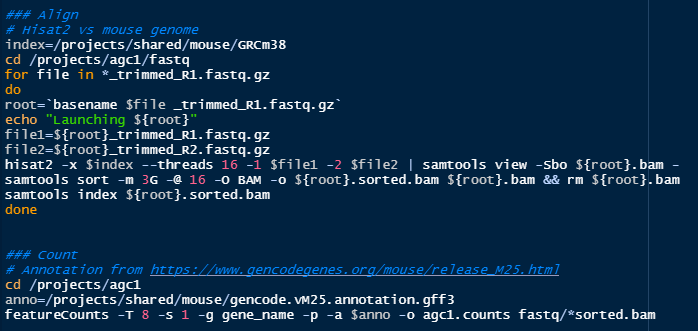 ### Align
# Hisat2 vs mouse genome
index=/projects/shared/mouse/GRCm38
cd /projects/agc1/fastq
for file in *_trimmed_R1.fastq.gz
do
root=`basename $file _trimmed_R1.fastq.gz`
echo "Launching ${root}"
file1=${root}_trimmed_R1.fastq.gz
file2=${root}_trimmed_R2.fastq.gz
hisat2 -x $index --threads 16 -1 $file1 -2 $file2 | samtools view -Sbo ${root}.bam -
samtools sort -m 3G -@ 16 -O BAM -o ${root}.sorted.bam ${root}.bam && rm ${root}.bam
samtools index ${root}.sorted.bam
done
### Count
# Annotation from https://www.gencodegenes.org/mouse/release_M25.html
cd /projects/agc1
anno=/projects/shared/mouse/gencode.vM25.annotation.gff3
featureCounts -T 8 -s 1 -g gene_name -p -a $anno -o agc1.counts fastq/*sorted.bam